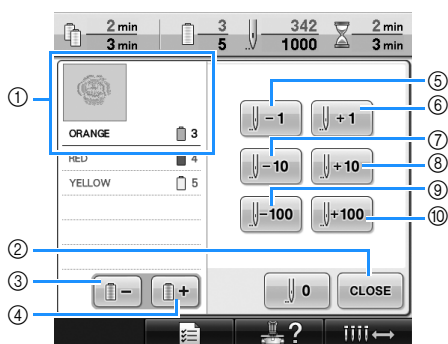 2 min 3 342 2 min
3 min 5 1000 3 min
① ORANGE 3
RED 4
YELLOW 5
- 1 + 1 ⑤ ⑥
- 10 + 10 ⑦ ⑧
-100 +100 ⑨ ⑩
② 0 CLOSE
③ - +
④
?